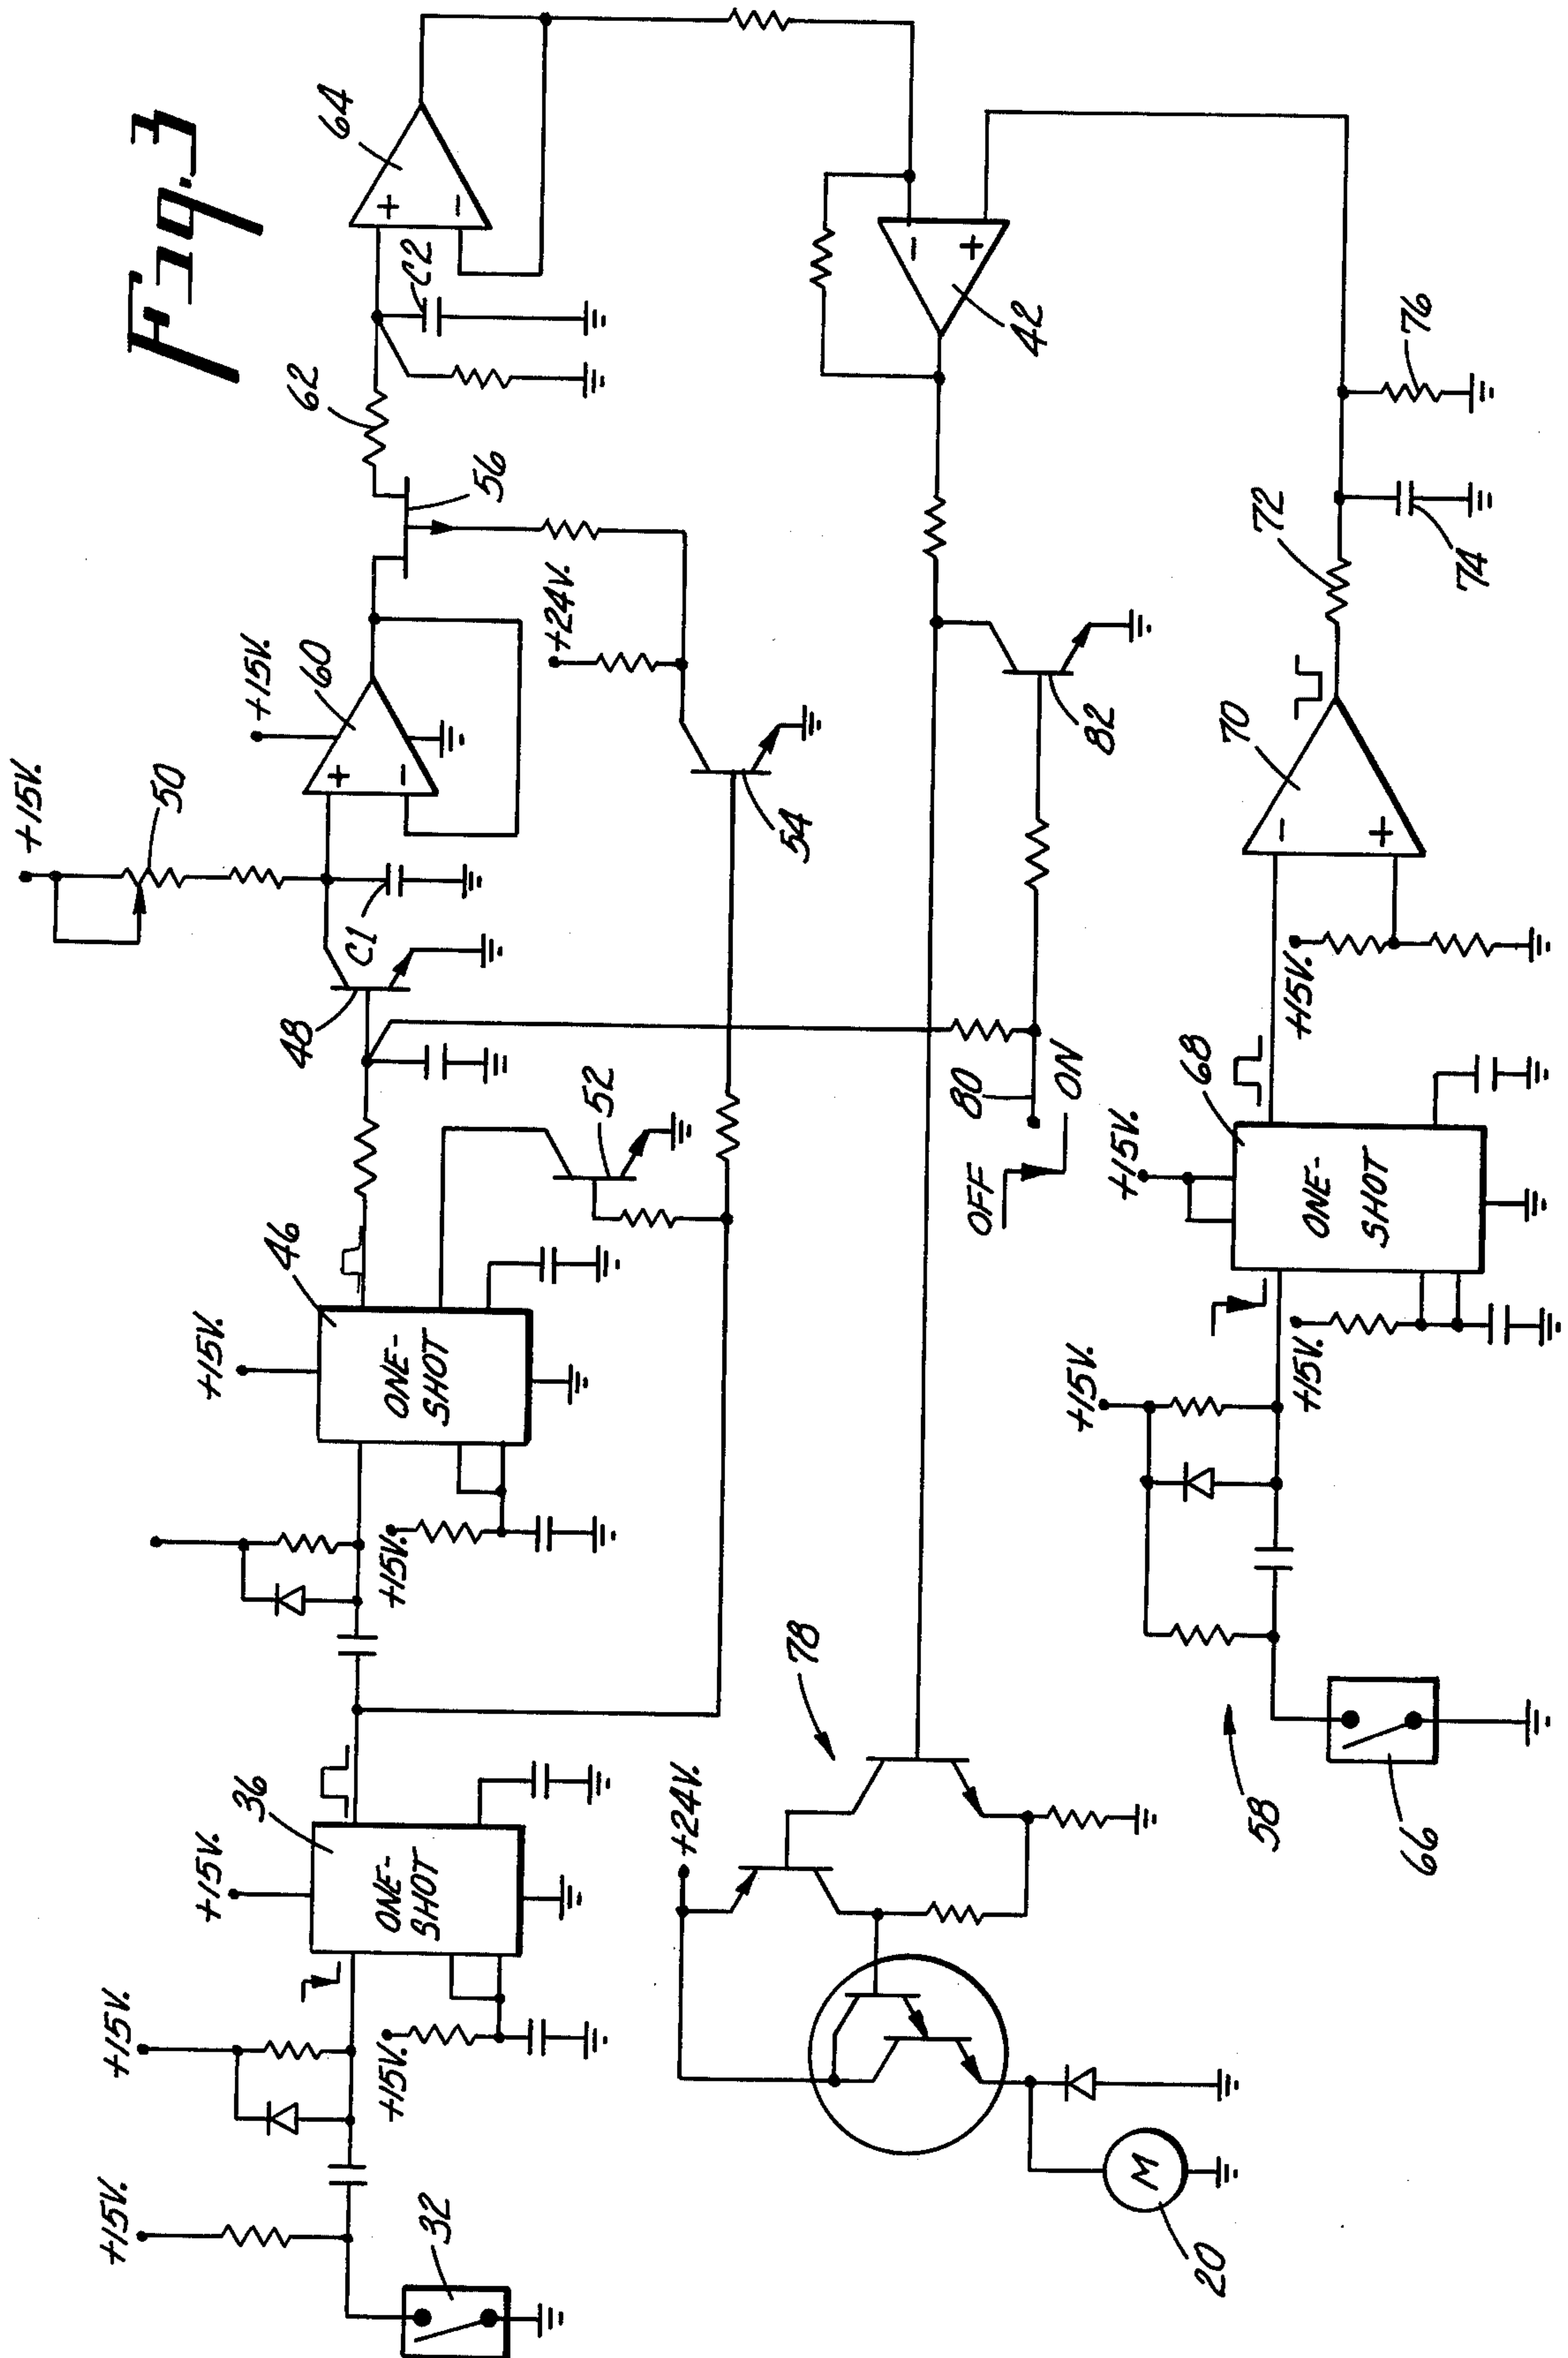 Fig. 3
+15V.
+15V.
+15V.
+15V.
32
36
ONE-
SHOT
+15V.
+15V.
46
ONE-
SHOT
52
48
+15V.
50
C1
+15V.
60
+24V.
54
56
62
C2
64
42
+24V.
78
20
M
OFF
ON
80
82
58
66
+15V.
+15V.
+15V.
68
ONE-
SHOT
+15V.
70
72
74
76